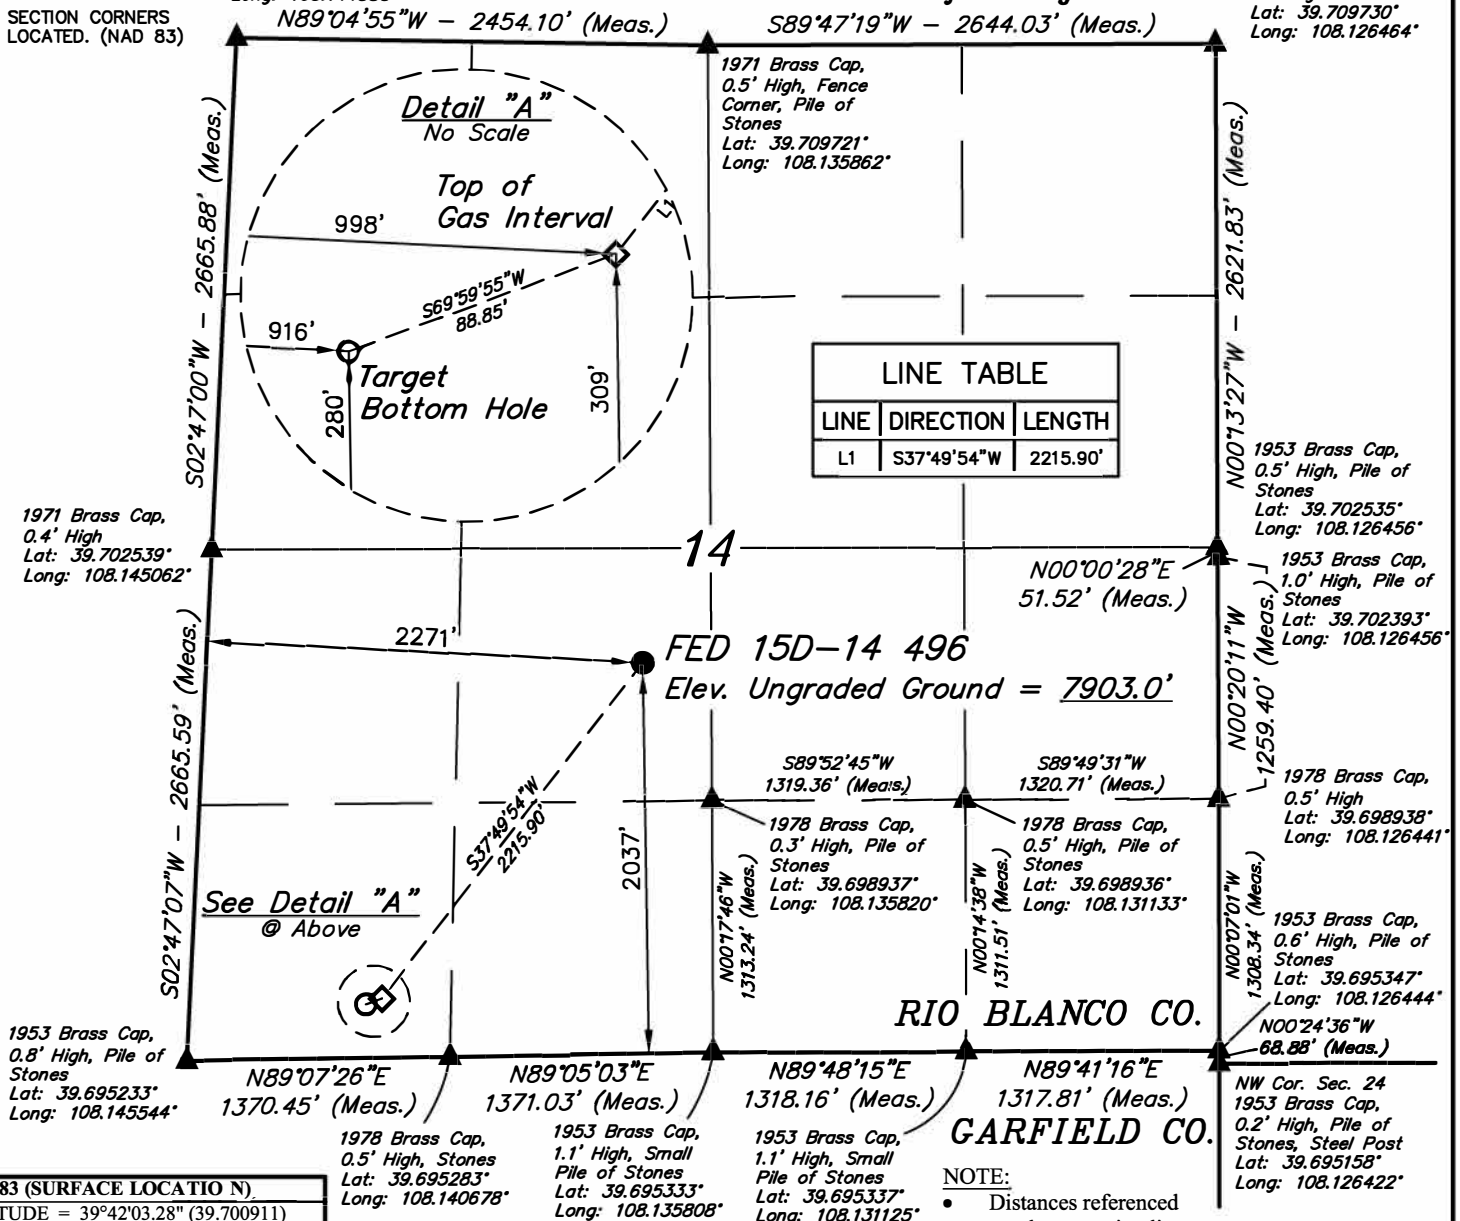 SECTION CORNERS
LOCATED. (NAD 83)
N89°04'55"W - 2454.10' (Meas.)
S89°47'19"W - 2644.03' (Meas.)
Lat: 39.709730°
Long: 108.126464°
1971 Brass Cap,
0.5' High, Fence
Corner, Pile of
Stones
Lat: 39.709721°
Long: 108.135862°
Detail "A"
No Scale
Top of
Gas Interval
998'
S69°59'55"W
88.85'
916'
Target
Bottom Hole
280'
309'
S02°47'00"W - 2665.88' (Meas.)
N00°13'27"W - 2621.83' (Meas.)
LINE TABLE
LINE DIRECTION LENGTH
L1 S37°49'54"W 2215.90'
1953 Brass Cap,
0.5' High, Pile of
Stones
Lat: 39.702535°
Long: 108.126456°
1971 Brass Cap,
0.4' High
Lat: 39.702539°
Long: 108.145062°
14
N00°00'28"E
51.52' (Meas.)
1953 Brass Cap,
1.0' High, Pile of
Stones
Lat: 39.702393°
Long: 108.126456°
2271'
FED 15D-14 496
Elev. Ungraded Ground = 7903.0'
N00°20'11"W
1259.40' (Meas.)
S02°47'07"W - 2665.59' (Meas.)
S89°52'45"W
1319.36' (Meas.)
S89°49'31"W
1320.71' (Meas.)
1978 Brass Cap,
0.5' High
Lat: 39.698938°
Long: 108.126441°
S37°49'54"W
2215.90'
2037'
1978 Brass Cap,
0.3' High, Pile of
Stones
Lat: 39.698937°
Long: 108.135820°
1978 Brass Cap,
0.5' High, Pile of
Stones
Lat: 39.698936°
Long: 108.131133°
See Detail "A"
@ Above
N00°17'46"W
1313.24' (Meas.)
N00°14'38"W
1311.51' (Meas.)
N00°07'01"W
1308.34' (Meas.)
1953 Brass Cap,
0.6' High, Pile of
Stones
Lat: 39.695347°
Long: 108.126444°
RIO BLANCO CO.
N00°24'36"W
68.88' (Meas.)
1953 Brass Cap,
0.8' High, Pile of
Stones
Lat: 39.695233°
Long: 108.145544°
N89°07'26"E
1370.45' (Meas.)
N89°05'03"E
1371.03' (Meas.)
N89°48'15"E
1318.16' (Meas.)
N89°41'16"E
1317.81' (Meas.)
GARFIELD CO.
NW Cor. Sec. 24
1953 Brass Cap,
0.2' High, Pile of
Stones, Steel Post
Lat: 39.695158°
Long: 108.126422°
1978 Brass Cap,
0.5' High, Stones
Lat: 39.695283°
Long: 108.140678°
1953 Brass Cap,
1.1' High, Small
Pile of Stones
Lat: 39.695333°
Long: 108.135808°
1953 Brass Cap,
1.1' High, Small
Pile of Stones
Lat: 39.695337°
Long: 108.131125°
NOTE:
• Distances referenced
83 (SURFACE LOCATIO N)
TUDE = 39°42'03.28" (39.700911)